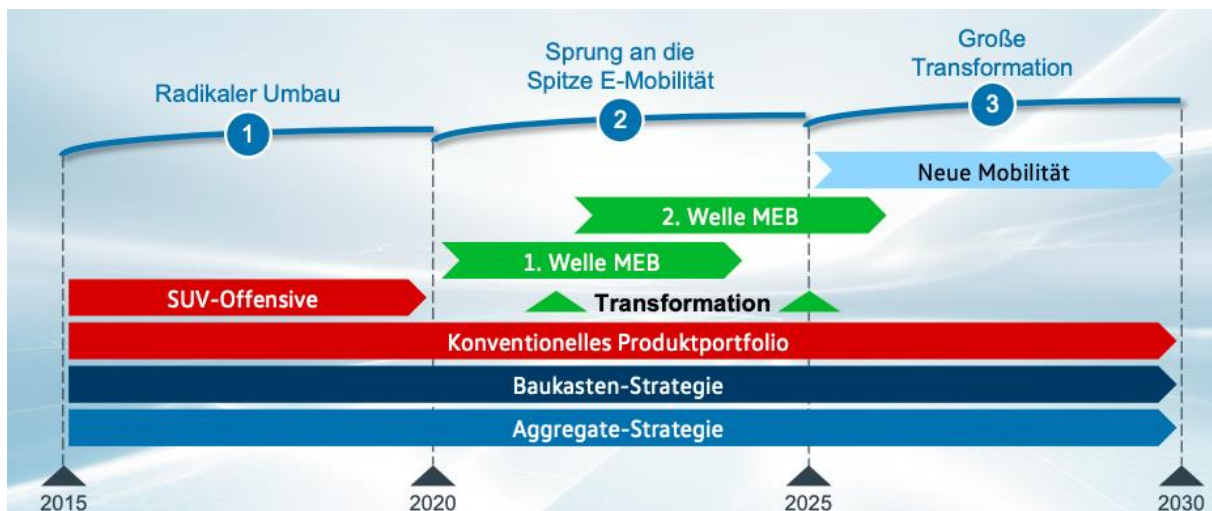 Radikaler Umbau
1
Sprung an die
Spitze E-Mobilität
2
Große
Transformation
3
Neue Mobilität
2. Welle MEB
1. Welle MEB
SUV-Offensive
Transformation
Konventionelles Produktportfolio
Baukasten-Strategie
Aggregate-Strategie
2015
2020
2025
2030